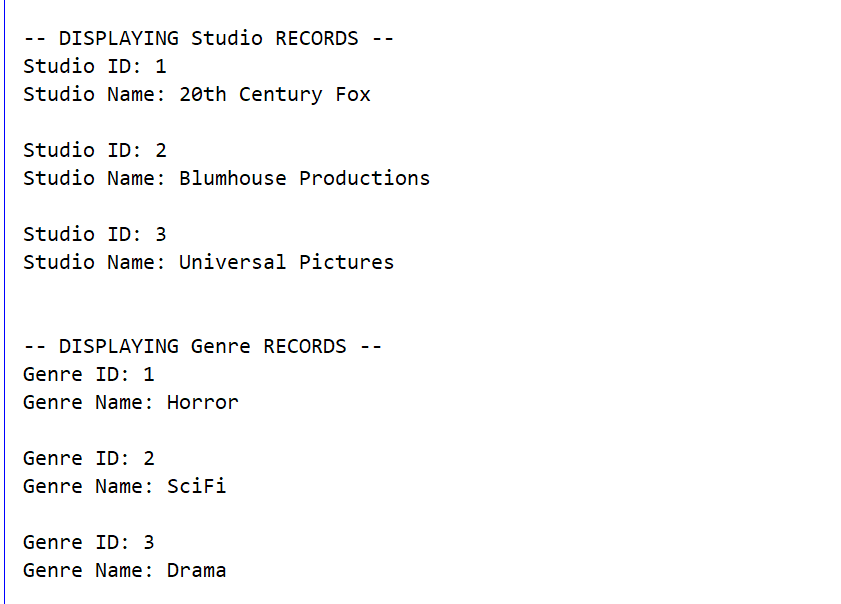 -- DISPLAYING Studio RECORDS --
Studio ID: 1
Studio Name: 20th Century Fox
Studio ID: 2
Studio Name: Blumhouse Productions
Studio ID: 3
Studio Name: Universal Pictures
-- DISPLAYING Genre RECORDS --
Genre ID: 1
Genre Name: Horror
Genre ID: 2
Genre Name: SciFi
Genre ID: 3
Genre Name: Drama